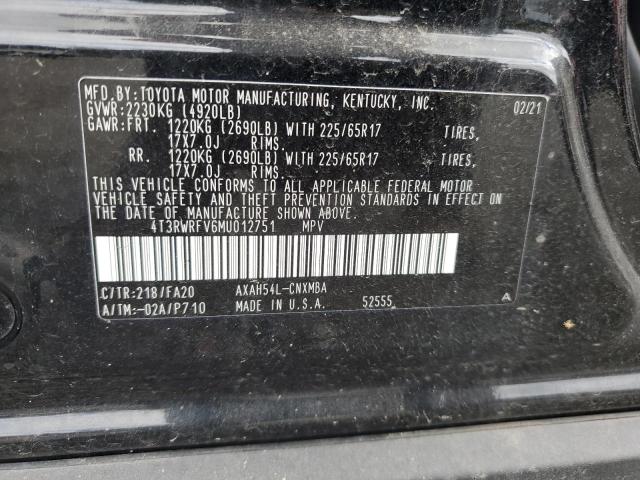 MFD.BY:TOYOTA MOTOR MANUFACTURING, KENTUCKY, INC. 02/21
GVWR:2230KG (4920LB)
GAWR:FRT. 1220KG (2690LB) WITH 225/65R17 TIRES,
17X7.0J RIMS.
RR. 1220KG (2690LB) WITH 225/65R17 TIRES,
17X7.0J RIMS.
THIS VEHICLE CONFORMS TO ALL APPLICABLE FEDERAL MOTOR
VEHICLE SAFETY AND THEFT PREVENTION STANDARDS IN EFFECT ON
THE DATE OF MANUFACTURE SHOWN ABOVE.
4T3RWRFV6MU012751 MPV
C/TR:218/FA20 AXAH54L-CNXMBA
A/TM:-02A/P710 MADE IN U.S.A. 52555 A